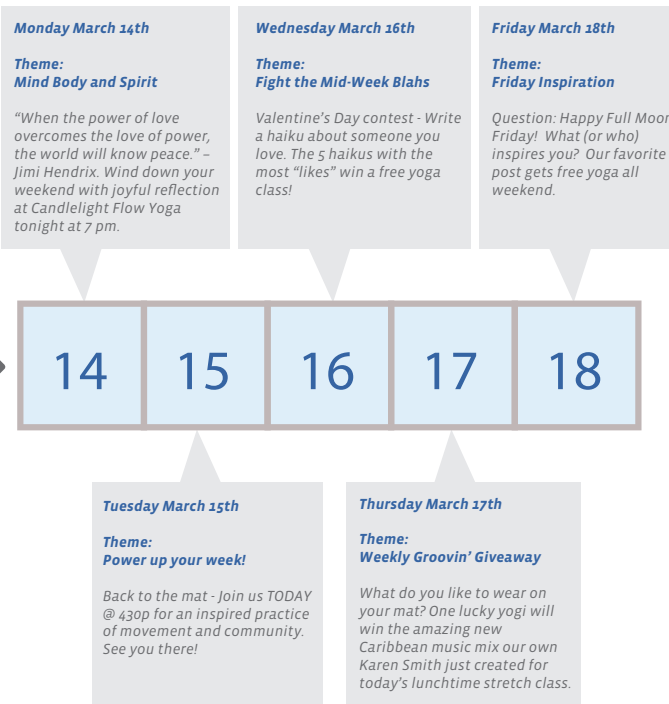 Monday March 14th
Theme:
Mind Body and Spirit
“When the power of love
overcomes the love of power,
the world will know peace.” –
Jimi Hendrix. Wind down your
weekend with joyful reflection
at Candlelight Flow Yoga
tonight at 7 pm.
Wednesday March 16th
Theme:
Fight the Mid-Week Blahs
Valentine’s Day contest - Write
a haiku about someone you
love. The 5 haikus with the
most “likes” win a free yoga
class!
Friday March 18th
Theme:
Friday Inspiration
Question: Happy Full Moon
Friday!  What (or who)
inspires you?  Our favorite
post gets free yoga all
weekend.
14
15
16
17
18
Tuesday March 15th
Theme:
Power up your week!
Back to the mat - Join us TODAY
@ 430p for an inspired practice
of movement and community.
See you there!
Thursday March 17th
Theme:
Weekly Groovin’ Giveaway
What do you like to wear on
your mat? One lucky yogi will
win the amazing new
Caribbean music mix our own
Karen Smith just created for
today’s lunchtime stretch class.